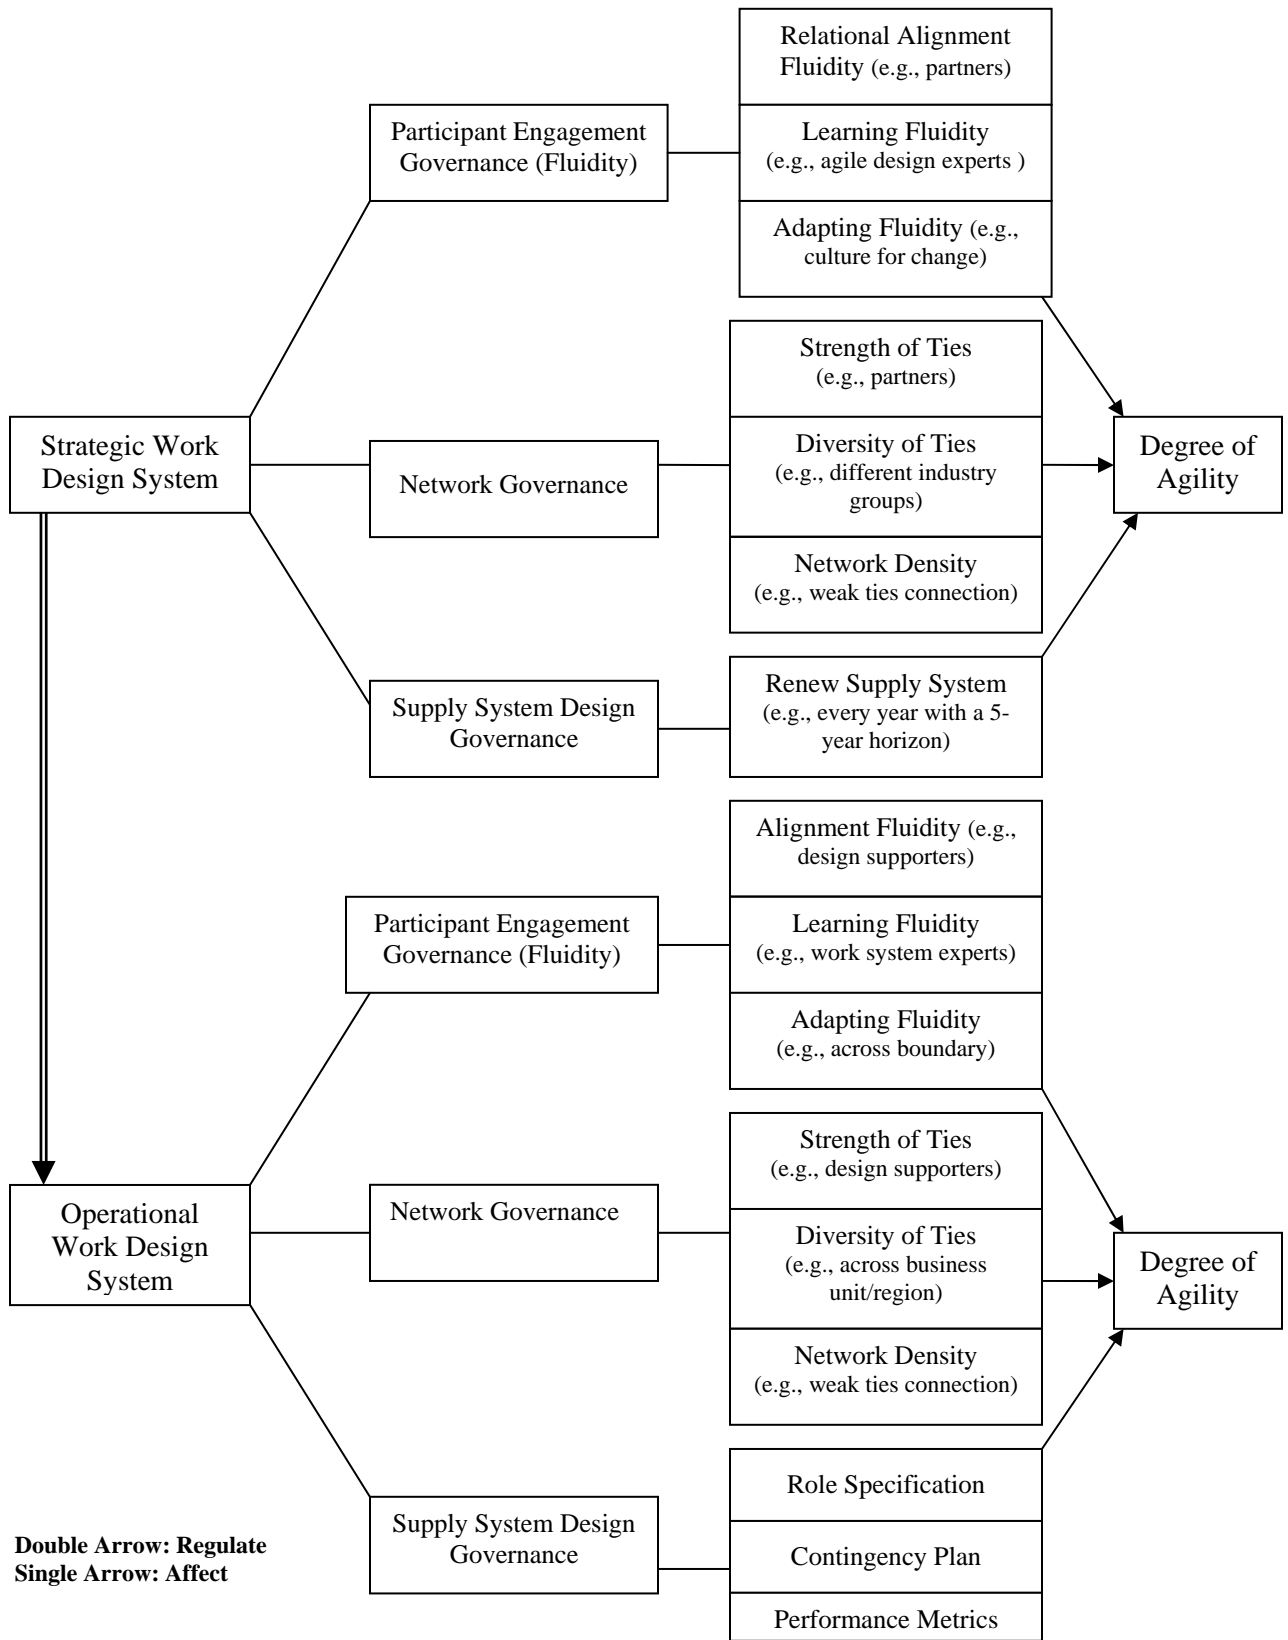 Relational Alignment
Fluidity (e.g., partners)
Participant Engagement
Governance (Fluidity)
Learning Fluidity
(e.g., agile design experts )
Adapting Fluidity (e.g.,
culture for change)
Strength of Ties
(e.g., partners)
Strategic Work
Design System
Network Governance
Diversity of Ties
(e.g., different industry
groups)
Degree of
Agility
Network Density
(e.g., weak ties connection)
Supply System Design
Governance
Renew Supply System
(e.g., every year with a 5-
year horizon)
Alignment Fluidity (e.g.,
design supporters)
Participant Engagement
Governance (Fluidity)
Learning Fluidity
(e.g., work system experts)
Adapting Fluidity
(e.g., across boundary)
Strength of Ties
(e.g., design supporters)
Operational
Work Design
System
Network Governance
Diversity of Ties
(e.g., across business
unit/region)
Degree of
Agility
Network Density
(e.g., weak ties connection)
Role Specification
Supply System Design
Governance
Contingency Plan
Performance Metrics
Double Arrow: Regulate
Single Arrow: Affect